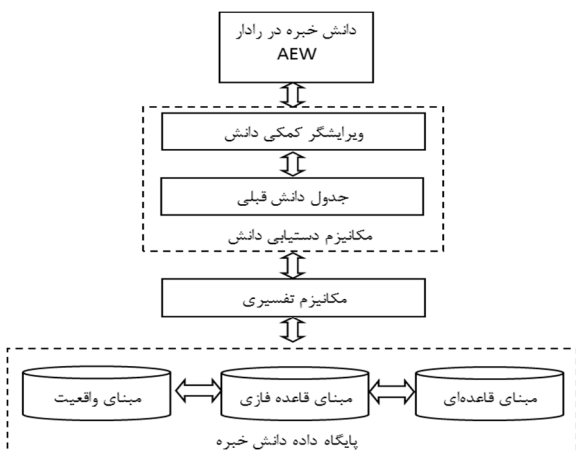 دانش خبره در رادار
AEW
ویرایشگر کمکی دانش
جدول دانش قبلی
مکانیزم دستیابی دانش
مکانیزم تفسیری
مبنای قاعده‌ای
مبنای قاعده فازی
مبنای واقعیت
پایگاه داده دانش خبره